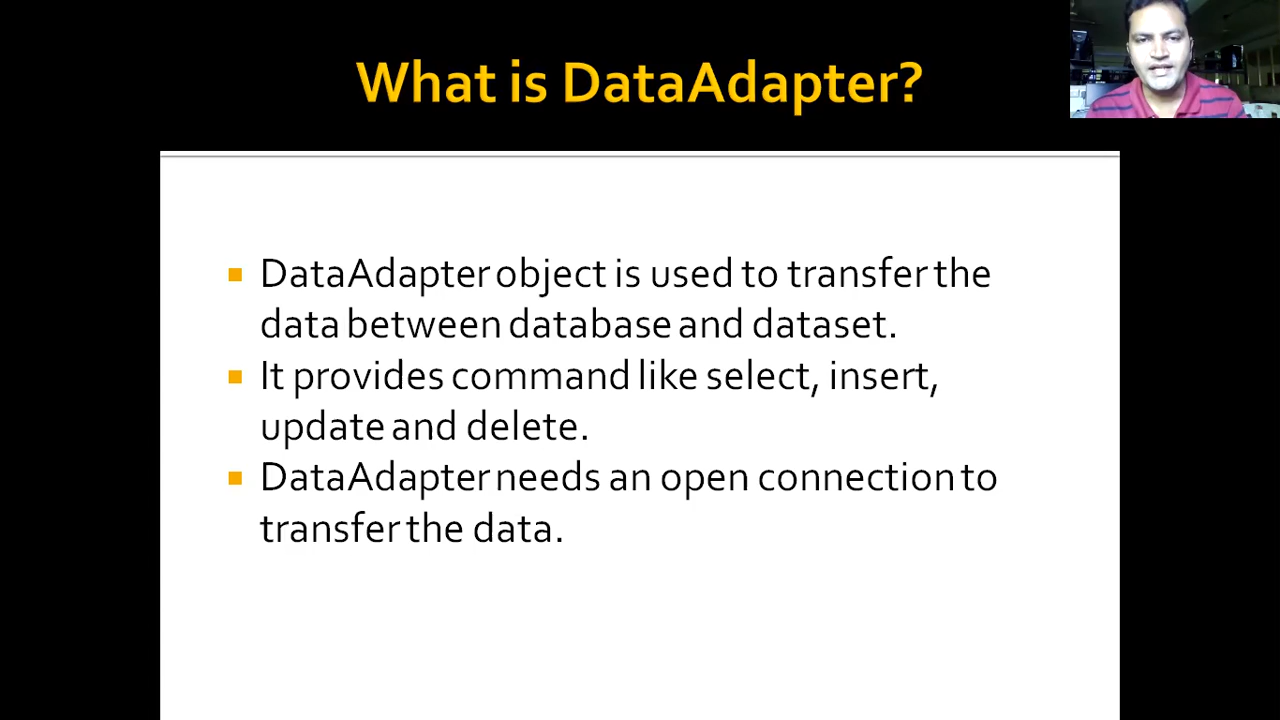 What is DataAdapter?
DataAdapter object is used to transfer the
data between database and dataset.
It provides command like select, insert,
update and delete.
DataAdapter needs an open connection to
transfer the data.